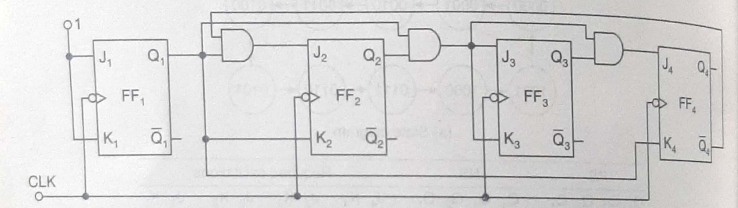 1
J₁ Q₁ J₂ Q₂ J₃ Q₃ J₄ Q₄
FF₁ FF₂ FF₃ FF₄
K₁ Q̅₁ K₂ Q̅₂ K₃ Q̅₃ K₄ Q̅₄
CLK